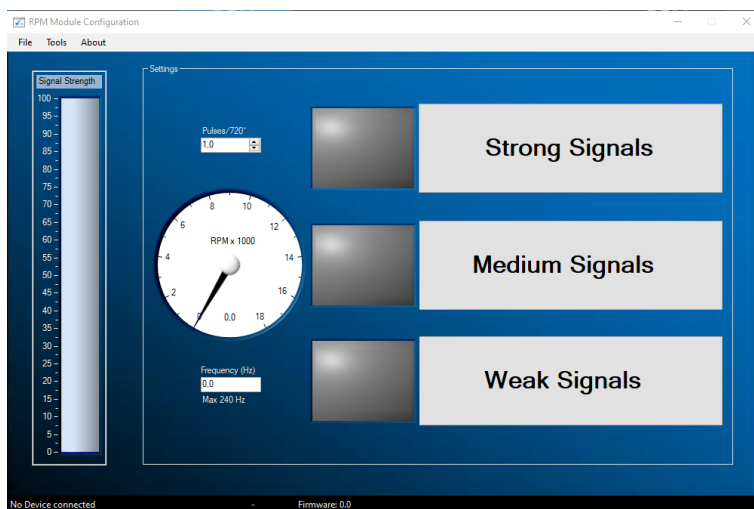 RPM Module Configuration
File Tools About
Signal Strength
100
95
90
85
80
75
70
65
60
55
50
45
40
35
30
25
20
15
10
5
0
Settings
Pulses/720°
1,0
RPM x 1000
0
2
4
6
8
10
12
14
16
18
0,0
Frequency (Hz)
0,0
Max 240 Hz
Strong Signals
Medium Signals
Weak Signals
No Device connected - Firmware: 0.0